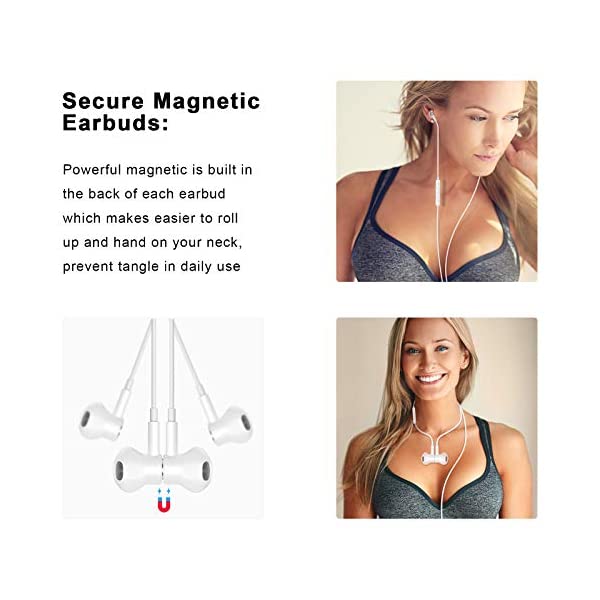 Secure Magnetic
Earbuds:
Powerful magnetic is built in
the back of each earbud
which makes easier to roll
up and hand on your neck,
prevent tangle in daily use